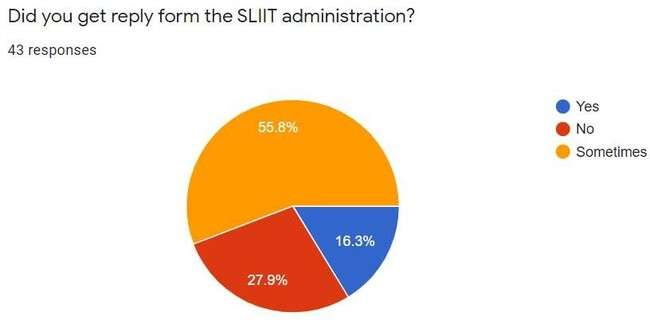 Did you get reply form the SLIIT administration?
43 responses
55.8%
Yes
No
Sometimes
16.3%
27.9%